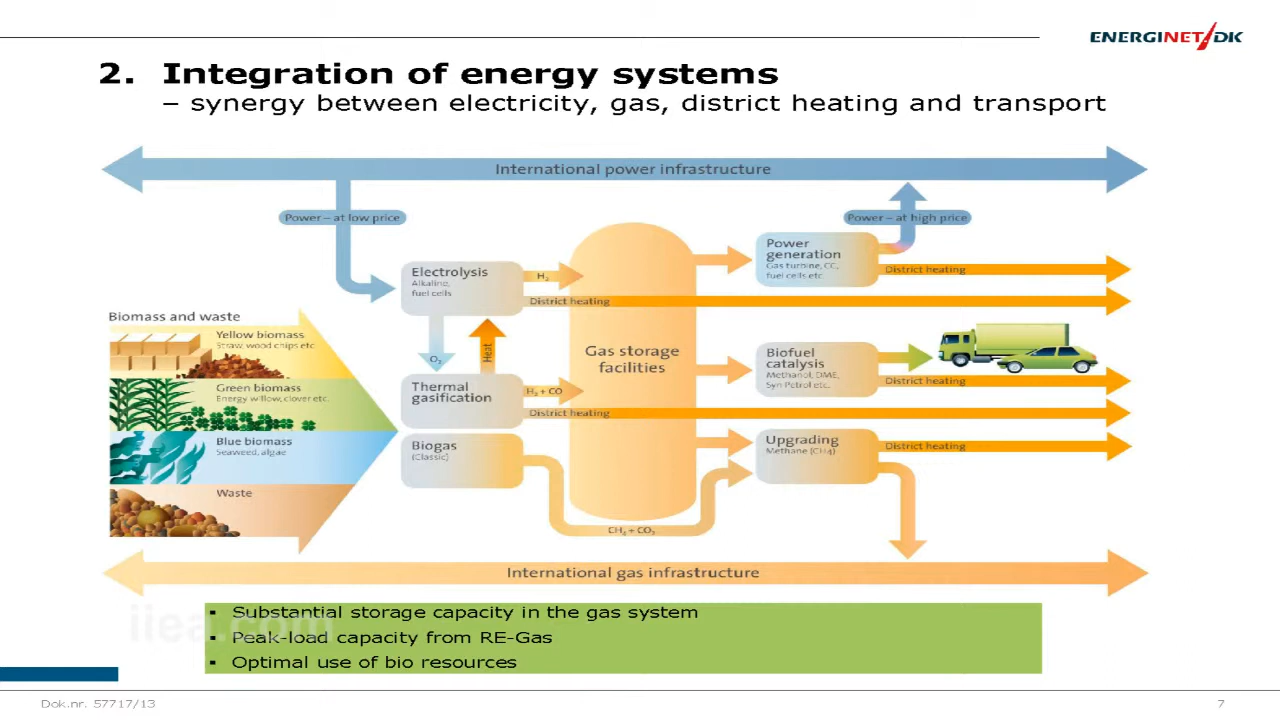 ENERGINET/DK
2. Integration of energy systems
– synergy between electricity, gas, district heating and transport
International power infrastructure
Power – at low price
Power – at high price
Electrolysis
Alkaline,
fuel cells
H₂
District heating
Power
generation
Gas turbine, CC,
fuel cells etc
District heating
Biomass and waste
Yellow biomass
Straw, wood chips etc
Green biomass
Energy willow, clover etc.
Blue biomass
Seaweed, algae
Waste
O₂
Heat
Thermal
gasification
H₂ + CO
District heating
Biogas
(Classic)
Gas storage
facilities
Biofuel
catalysis
Methanol, DME,
Syn Petrol etc.
District heating
Upgrading
Methane (CH4)
District heating
CH₄ + CO₂
International gas infrastructure
▪ Substantial storage capacity in the gas system
▪ Peak-load capacity from RE-Gas
▪ Optimal use of bio resources
iiea.com
Dok.nr. 57717/13
7